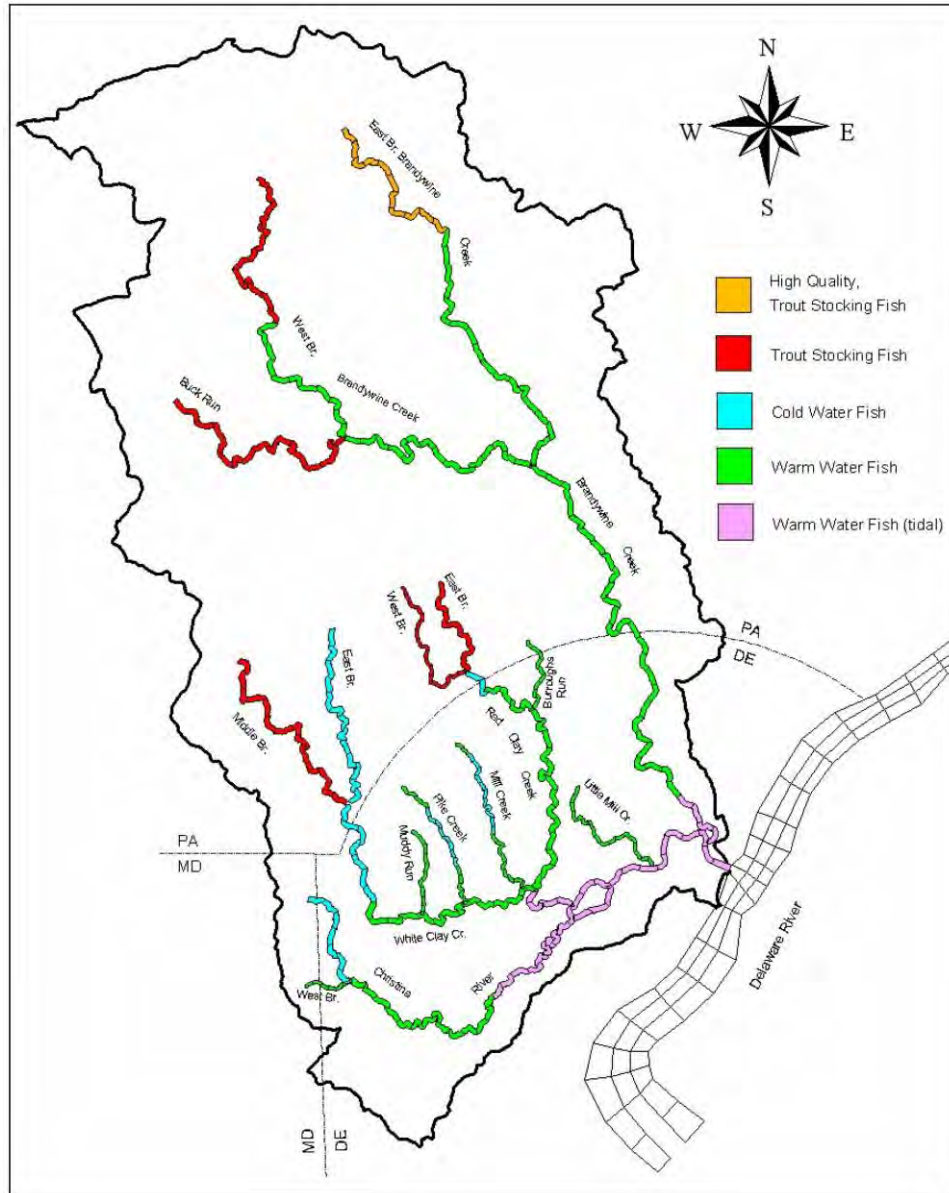 N
W
E
S
East Br. Brandywine
Creek
High Quality,
Trout Stocking Fish
Trout Stocking Fish
Cold Water Fish
Warm Water Fish
Warm Water Fish (tidal)
West Br.
Brandywine Creek
Buck Run
Brandywine
Creek
East Br.
West Br.
East Br.
Middle Br.
Burroughs
Run
PA
DE
Red Clay
Creek
Mill Creek
Pike Creek
Muddy Run
Little Mill Cr.
PA
MD
White Clay Cr.
Christina
River
West Br.
Delaware River
MD
DE